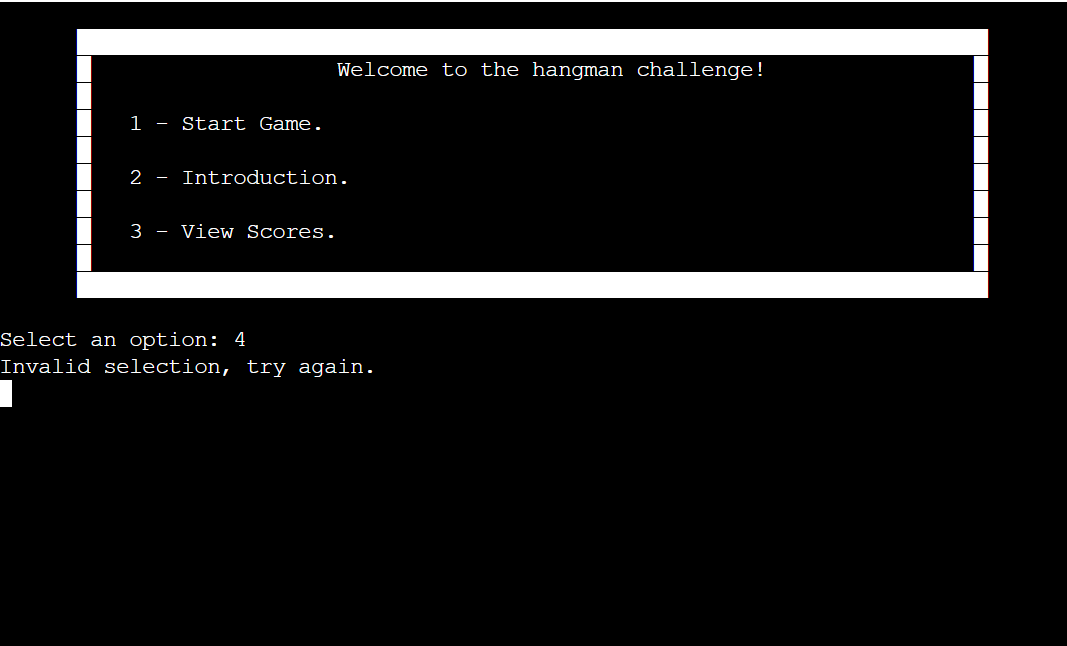 Welcome to the hangman challenge!
1 - Start Game.
2 - Introduction.
3 - View Scores.
Select an option: 4
Invalid selection, try again.